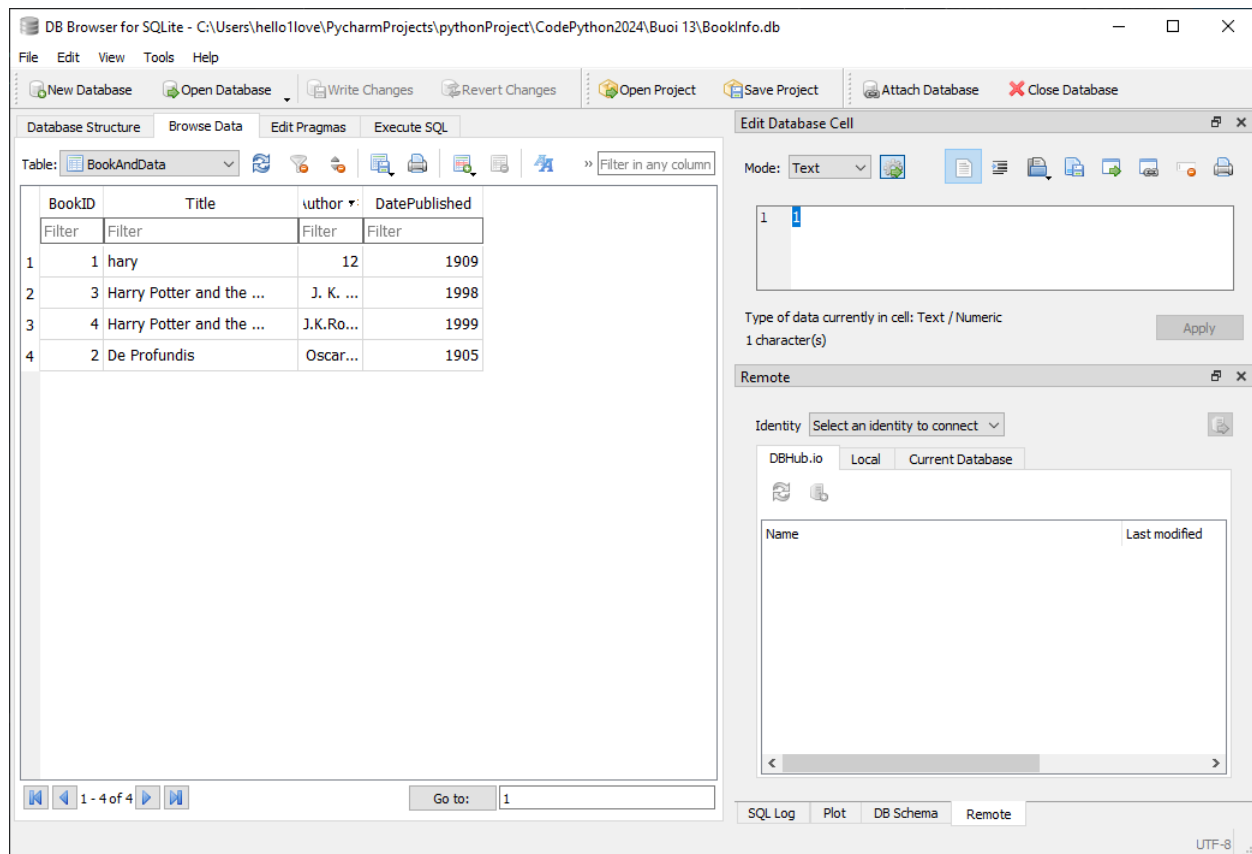 DB Browser for SQLite - C:\Users\hello1love\PycharmProjects\pythonProject\CodePython2024\Buoi 13\BookInfo.db
File Edit View Tools Help
New Database Open Database Write Changes Revert Changes Open Project Save Project Attach Database Close Database
Database Structure Browse Data Edit Pragmas Execute SQL
Table: BookAndData » Filter in any column
BookID Title Author DatePublished
Filter Filter Filter Filter
1 1 hary 12 1909
2 3 Harry Potter and the ... J. K. ... 1998
3 4 Harry Potter and the ... J.K.Ro... 1999
4 2 De Profundis Oscar... 1905
1 - 4 of 4 Go to: 1
Edit Database Cell
Mode: Text
1 1
Type of data currently in cell: Text / Numeric
1 character(s)
Apply
Remote
Identity Select an identity to connect
DBHub.io Local Current Database
Name Last modified
SQL Log Plot DB Schema Remote
UTF-8